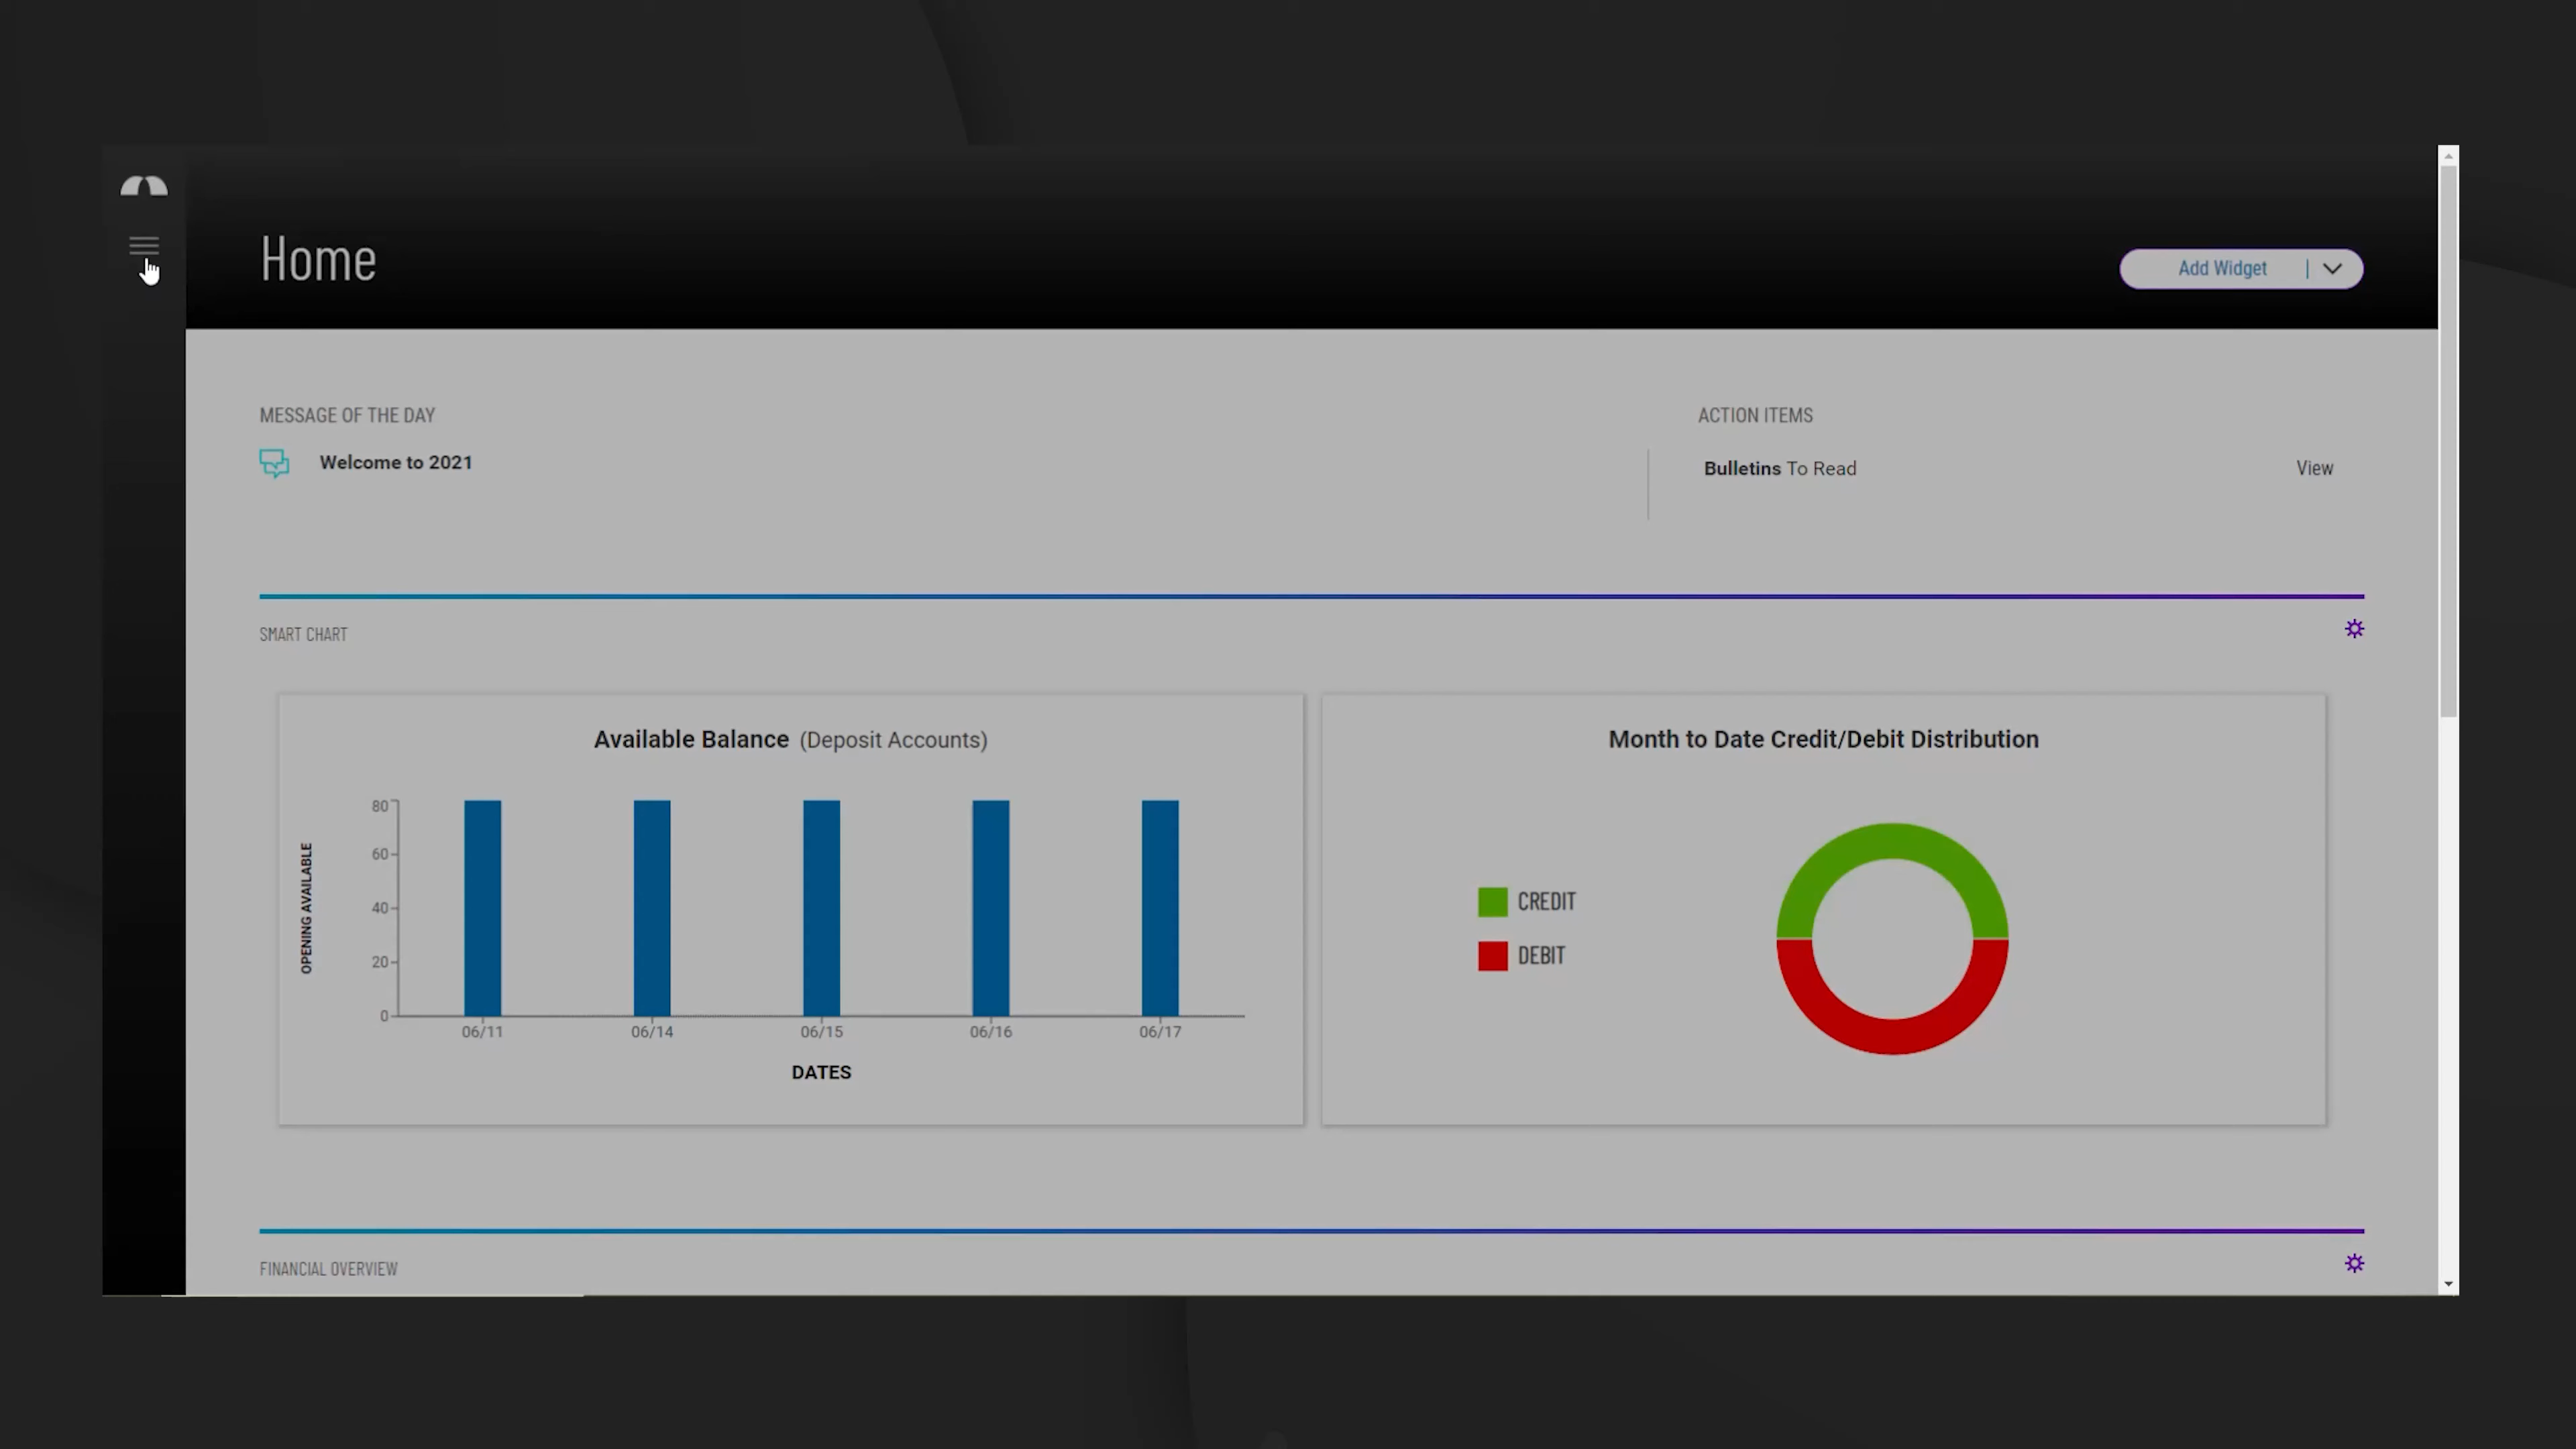 Home
Add Widget
MESSAGE OF THE DAY
Welcome to 2021
ACTION ITEMS
Bulletins To Read
View
SMART CHART
Available Balance (Deposit Accounts)
80
60
40
20
0
OPENING AVAILABLE
06/11 06/14 06/15 06/16 06/17
DATES
Month to Date Credit/Debit Distribution
CREDIT
DEBIT
FINANCIAL OVERVIEW